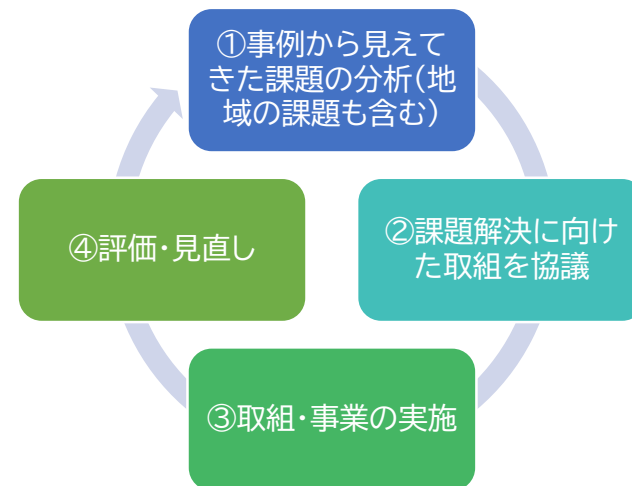 ①事例から見えて
きた課題の分析(地
域の課題も含む)
②課題解決に向け
た取組を協議
③取組・事業の実施
④評価・見直し